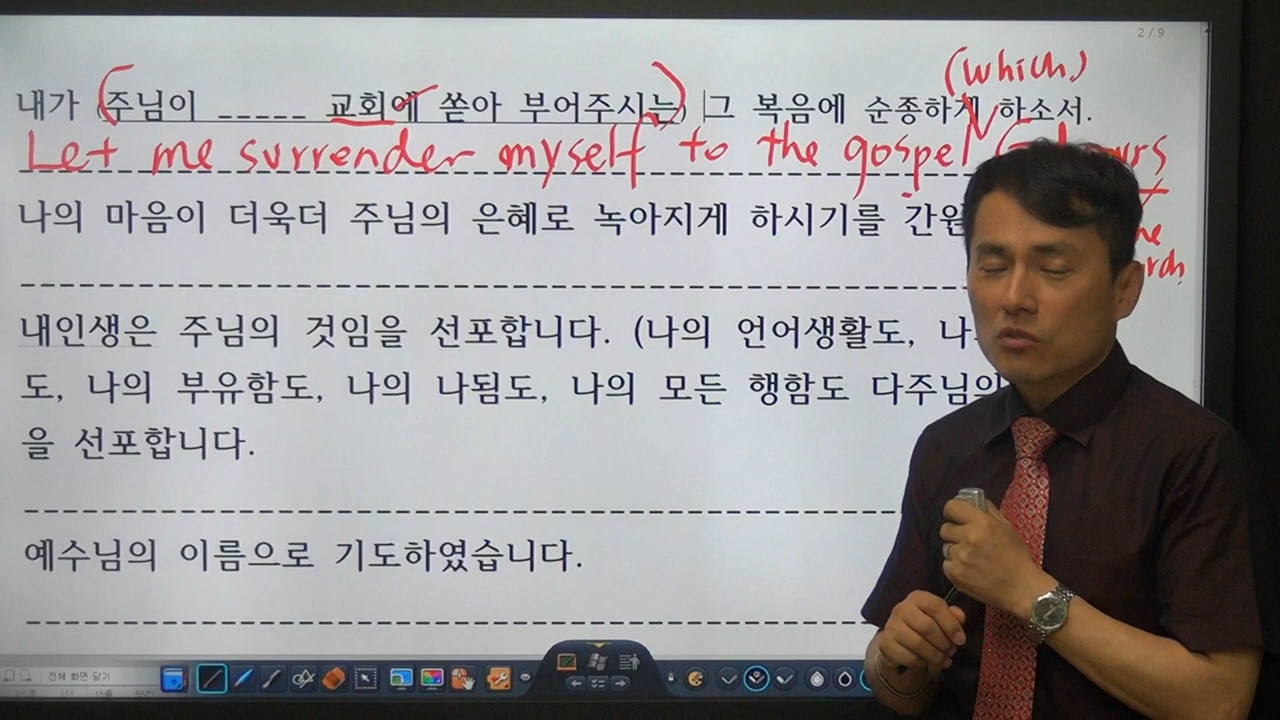 2 / 9
(which)
내가 (주님이 _____ 교회에 쏟아 부어주시는) 그 복음에 순종하게 하소서.
Let me surrender myself to the gospel
나의 마음이 더욱더 주님의 은혜로 녹아지게 하시기를
내인생은 주님의 것임을 선포합니다. (나의 언어생활도,
도, 나의 부유함도, 나의 나됨도, 나의 모든 행함도 다주님의
을 선포합니다.
예수님의 이름으로 기도하였습니다.
전체 화면 닫기